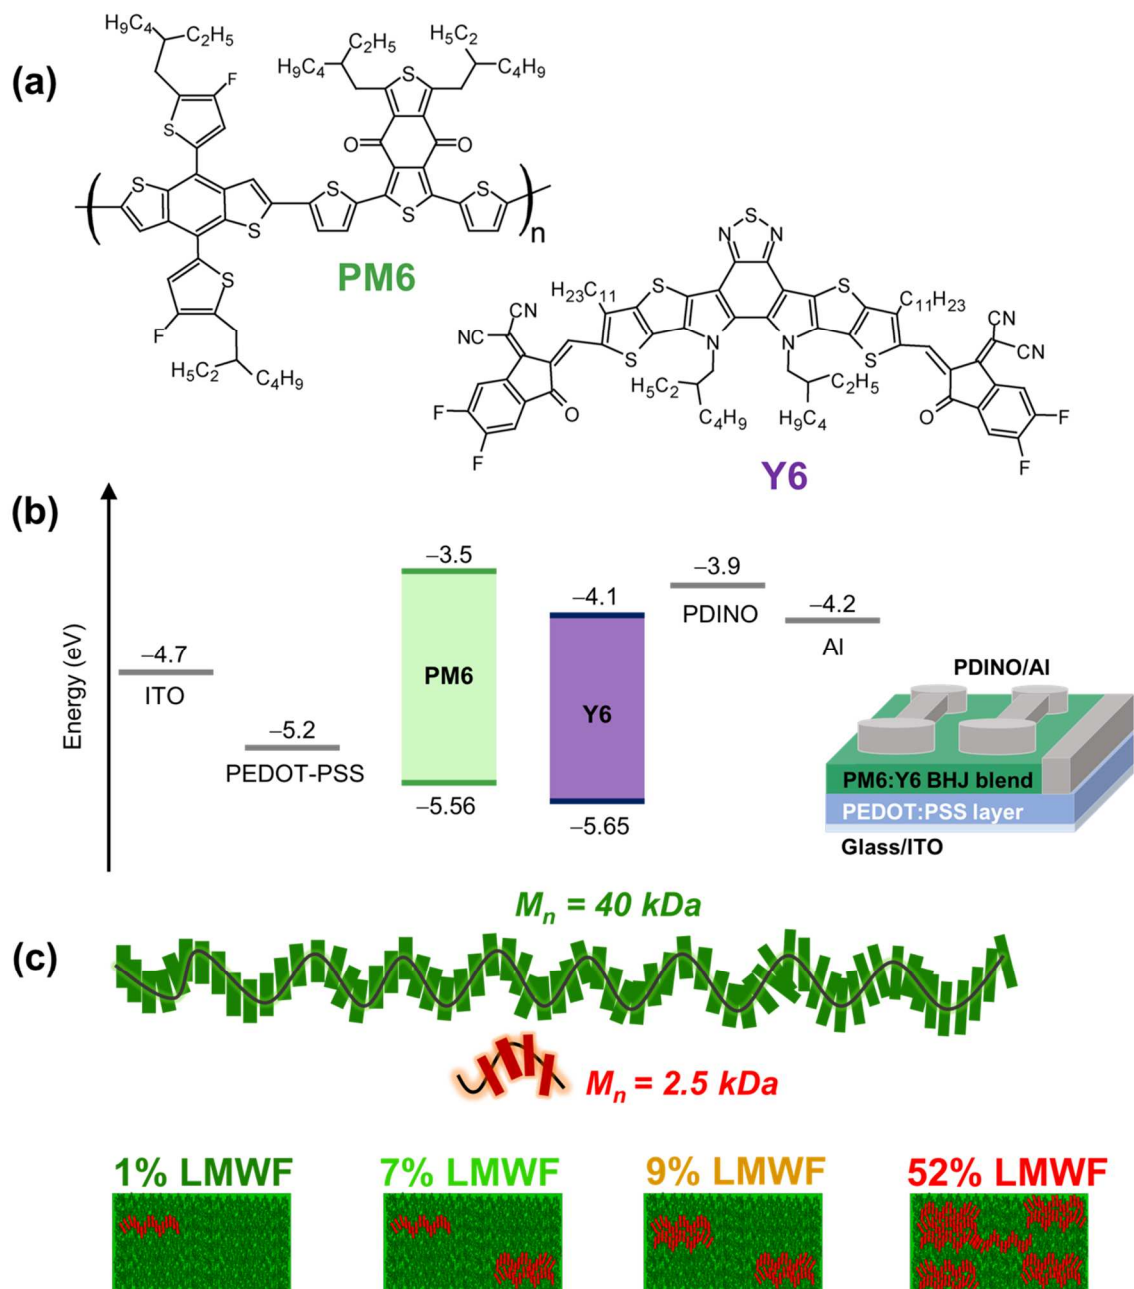 (a)
H₉C₄
C₂H₅
F
S
S
S
S
F
H₅C₂
C₄H₉
C₂H₅
H₉C₄
H₅C₂
C₄H₉
S
O
O
S
S
S
n
PM6
S
N
N
H₂₃C₁₁
S
S
C₁₁H₂₃
CN
NC
S
N
N
S
CN
CN
H₅C₂
C₄H₉
C₂H₅
H₉C₄
O
O
F
F
F
F
Y6
(b)
Energy (eV)
–4.7
ITO
–5.2
PEDOT-PSS
–3.5
PM6
–5.56
–4.1
Y6
–5.65
–3.9
PDINO
–4.2
Al
PDINO/Al
PM6:Y6 BHJ blend
PEDOT:PSS layer
Glass/ITO
(c)
Mₙ = 40 kDa
Mₙ = 2.5 kDa
1% LMWF
7% LMWF
9% LMWF
52% LMWF